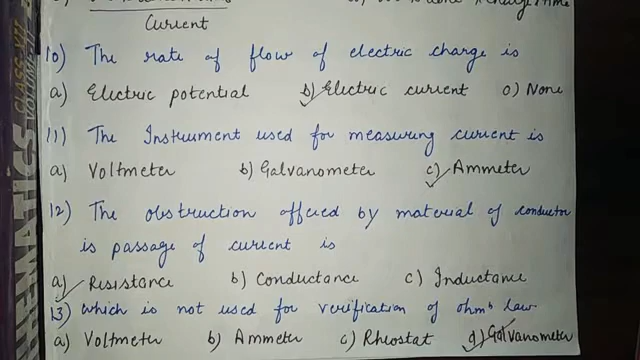 Current
10) The rate of flow of electric charge is
a) Electric potential b) Electric current c) None
11) The Instrument used for measuring current is
a) Voltmeter b) Galvanometer c) Ammeter
12) The obstruction offered by material of conductor
is passage of current is
a) Resistance b) Conductance c) Inductance
13) which is not used for verification of ohm's law
a) Voltmeter b) Ammeter c) Rheostat d) Galvanometer
CLASS-XII